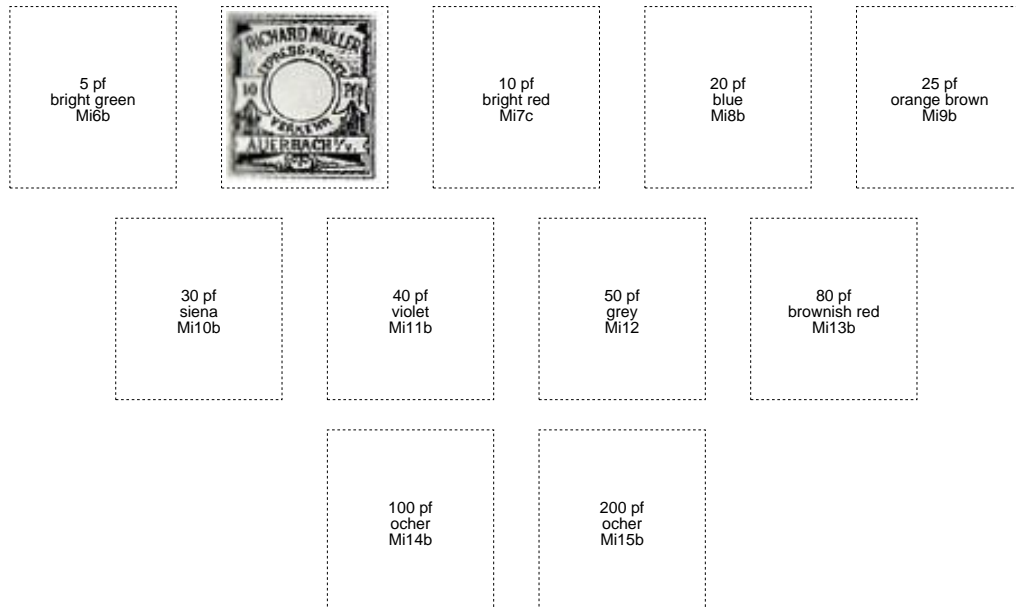 5 pf
bright green
Mi6b
RICHARD MÜLLER
EXPRESS-PACKET
10 Pf
VERKEHR
AUERBACH i/V.
10 pf
bright red
Mi7c
20 pf
blue
Mi8b
25 pf
orange brown
Mi9b
30 pf
siena
Mi10b
40 pf
violet
Mi11b
50 pf
grey
Mi12
80 pf
brownish red
Mi13b
100 pf
ocher
Mi14b
200 pf
ocher
Mi15b